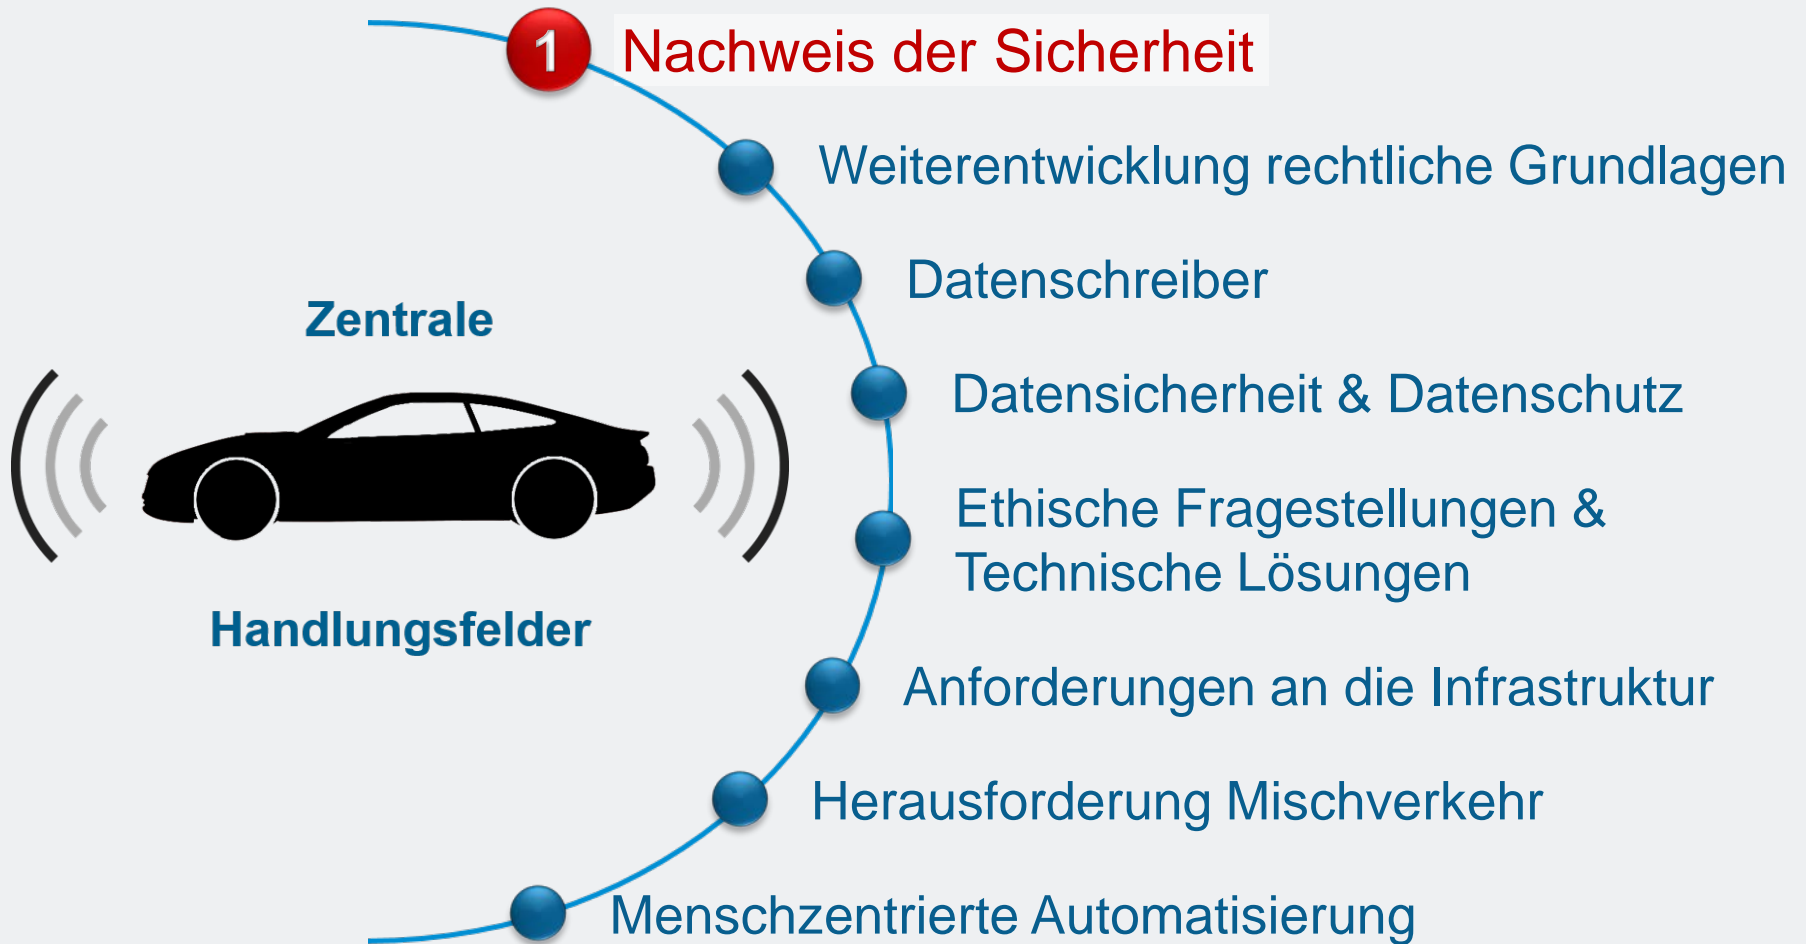 1 Nachweis der Sicherheit
Weiterentwicklung rechtliche Grundlagen
Datenschreiber
Zentrale
Datensicherheit & Datenschutz
Ethische Fragestellungen &
Technische Lösungen
Handlungsfelder
Anforderungen an die Infrastruktur
Herausforderung Mischverkehr
Menschzentrierte Automatisierung